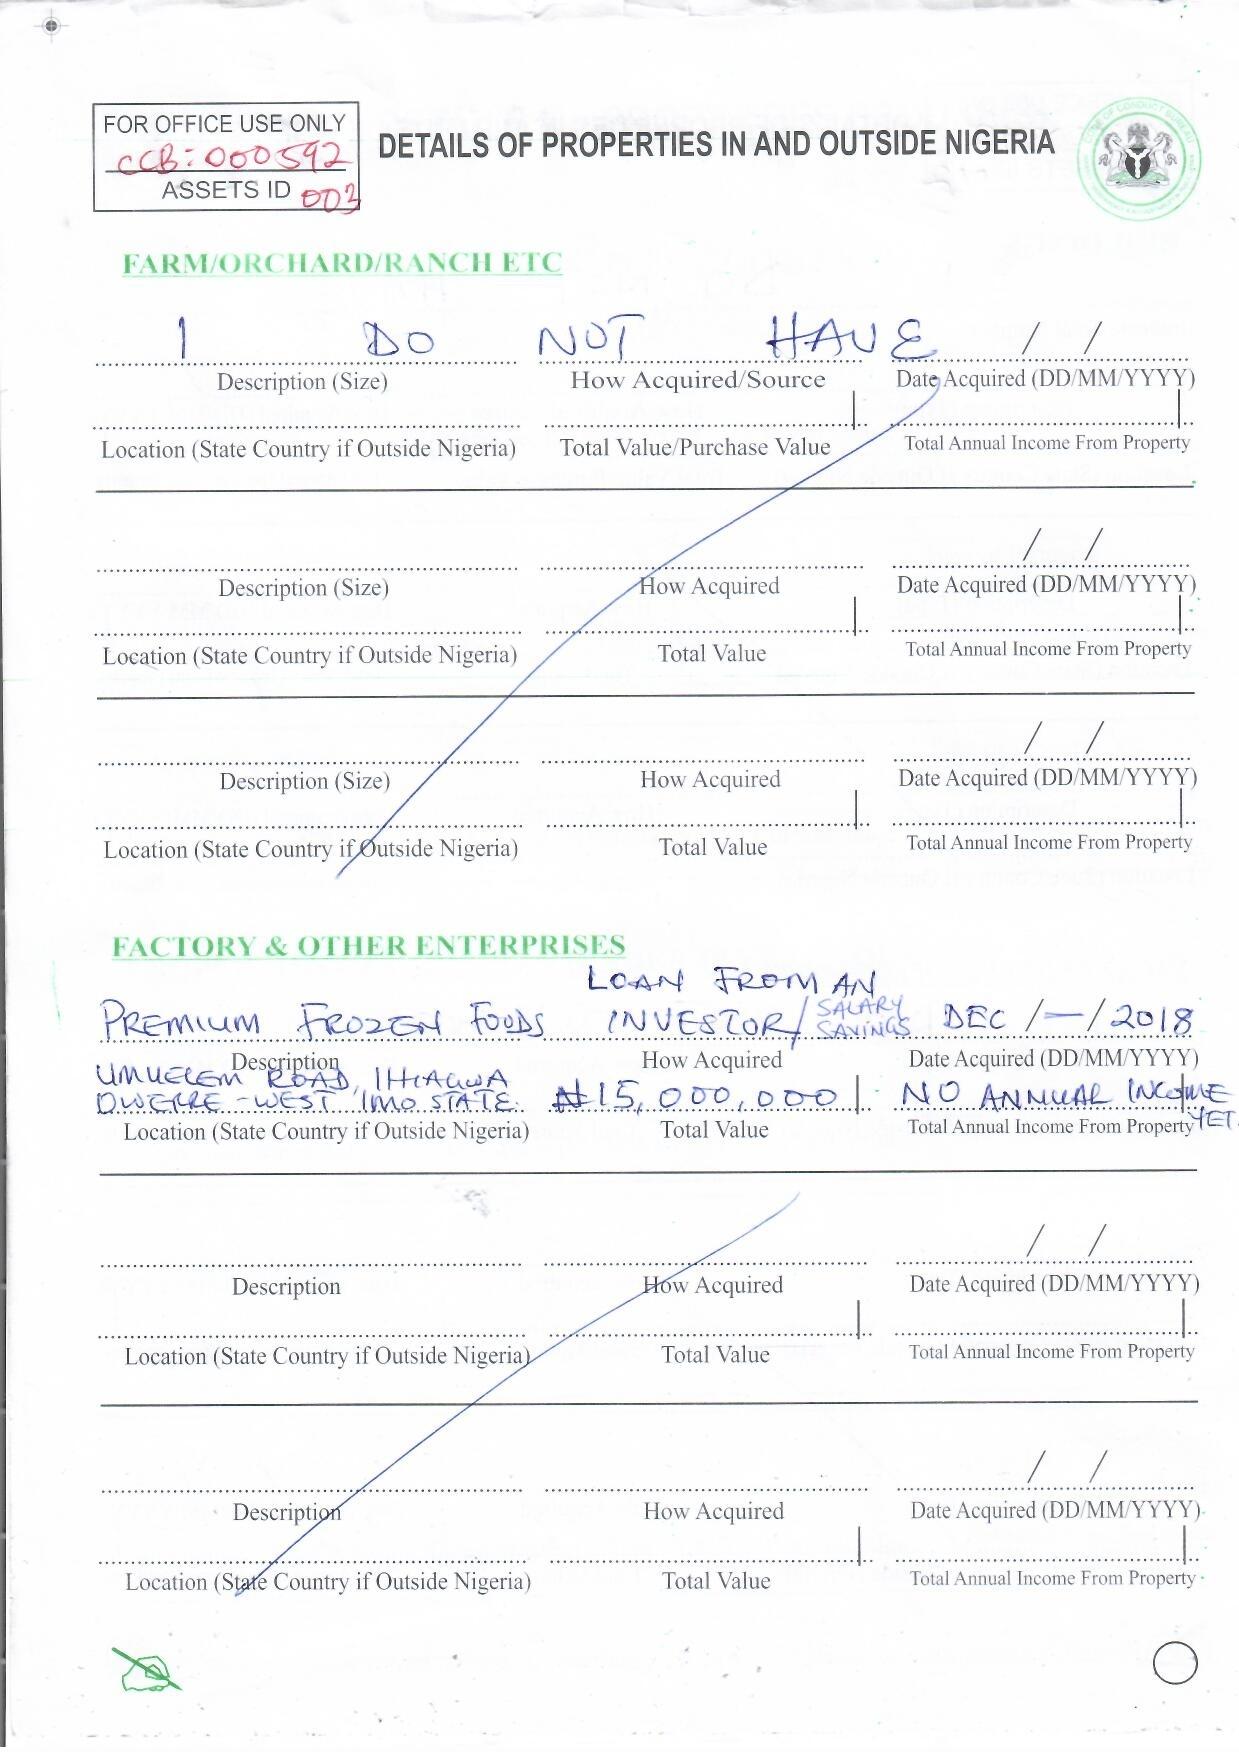 FOR OFFICE USE ONLY
CCB: 000592
ASSETS ID 003
DETAILS OF PROPERTIES IN AND OUTSIDE NIGERIA
CODE OF CONDUCT BUREAU
FARM/ORCHARD/RANCH ETC
I DO NOT HAVE / /
Description (Size) How Acquired/Source Date Acquired (DD/MM/YYYY)
Location (State Country if Outside Nigeria) Total Value/Purchase Value Total Annual Income From Property
/ /
Description (Size) How Acquired Date Acquired (DD/MM/YYYY)
Location (State Country if Outside Nigeria) Total Value Total Annual Income From Property
/ /
Description (Size) How Acquired Date Acquired (DD/MM/YYYY)
Location (State Country if Outside Nigeria) Total Value Total Annual Income From Property
FACTORY & OTHER ENTERPRISES
LOAN FROM AN
PREMIUM FROZEN FOODS INVESTOR/SALARY SAVINGS DEC /—/2018
Description How Acquired Date Acquired (DD/MM/YYYY)
UMUELEM ROAD, IHIAGWA
OWERRE-WEST IMO STATE ₦15,000,000 NO ANNUAL INCOME YET
Location (State Country if Outside Nigeria) Total Value Total Annual Income From Property
/ /
Description How Acquired Date Acquired (DD/MM/YYYY)
Location (State Country if Outside Nigeria) Total Value Total Annual Income From Property
/ /
Description How Acquired Date Acquired (DD/MM/YYYY)
Location (State Country if Outside Nigeria) Total Value Total Annual Income From Property